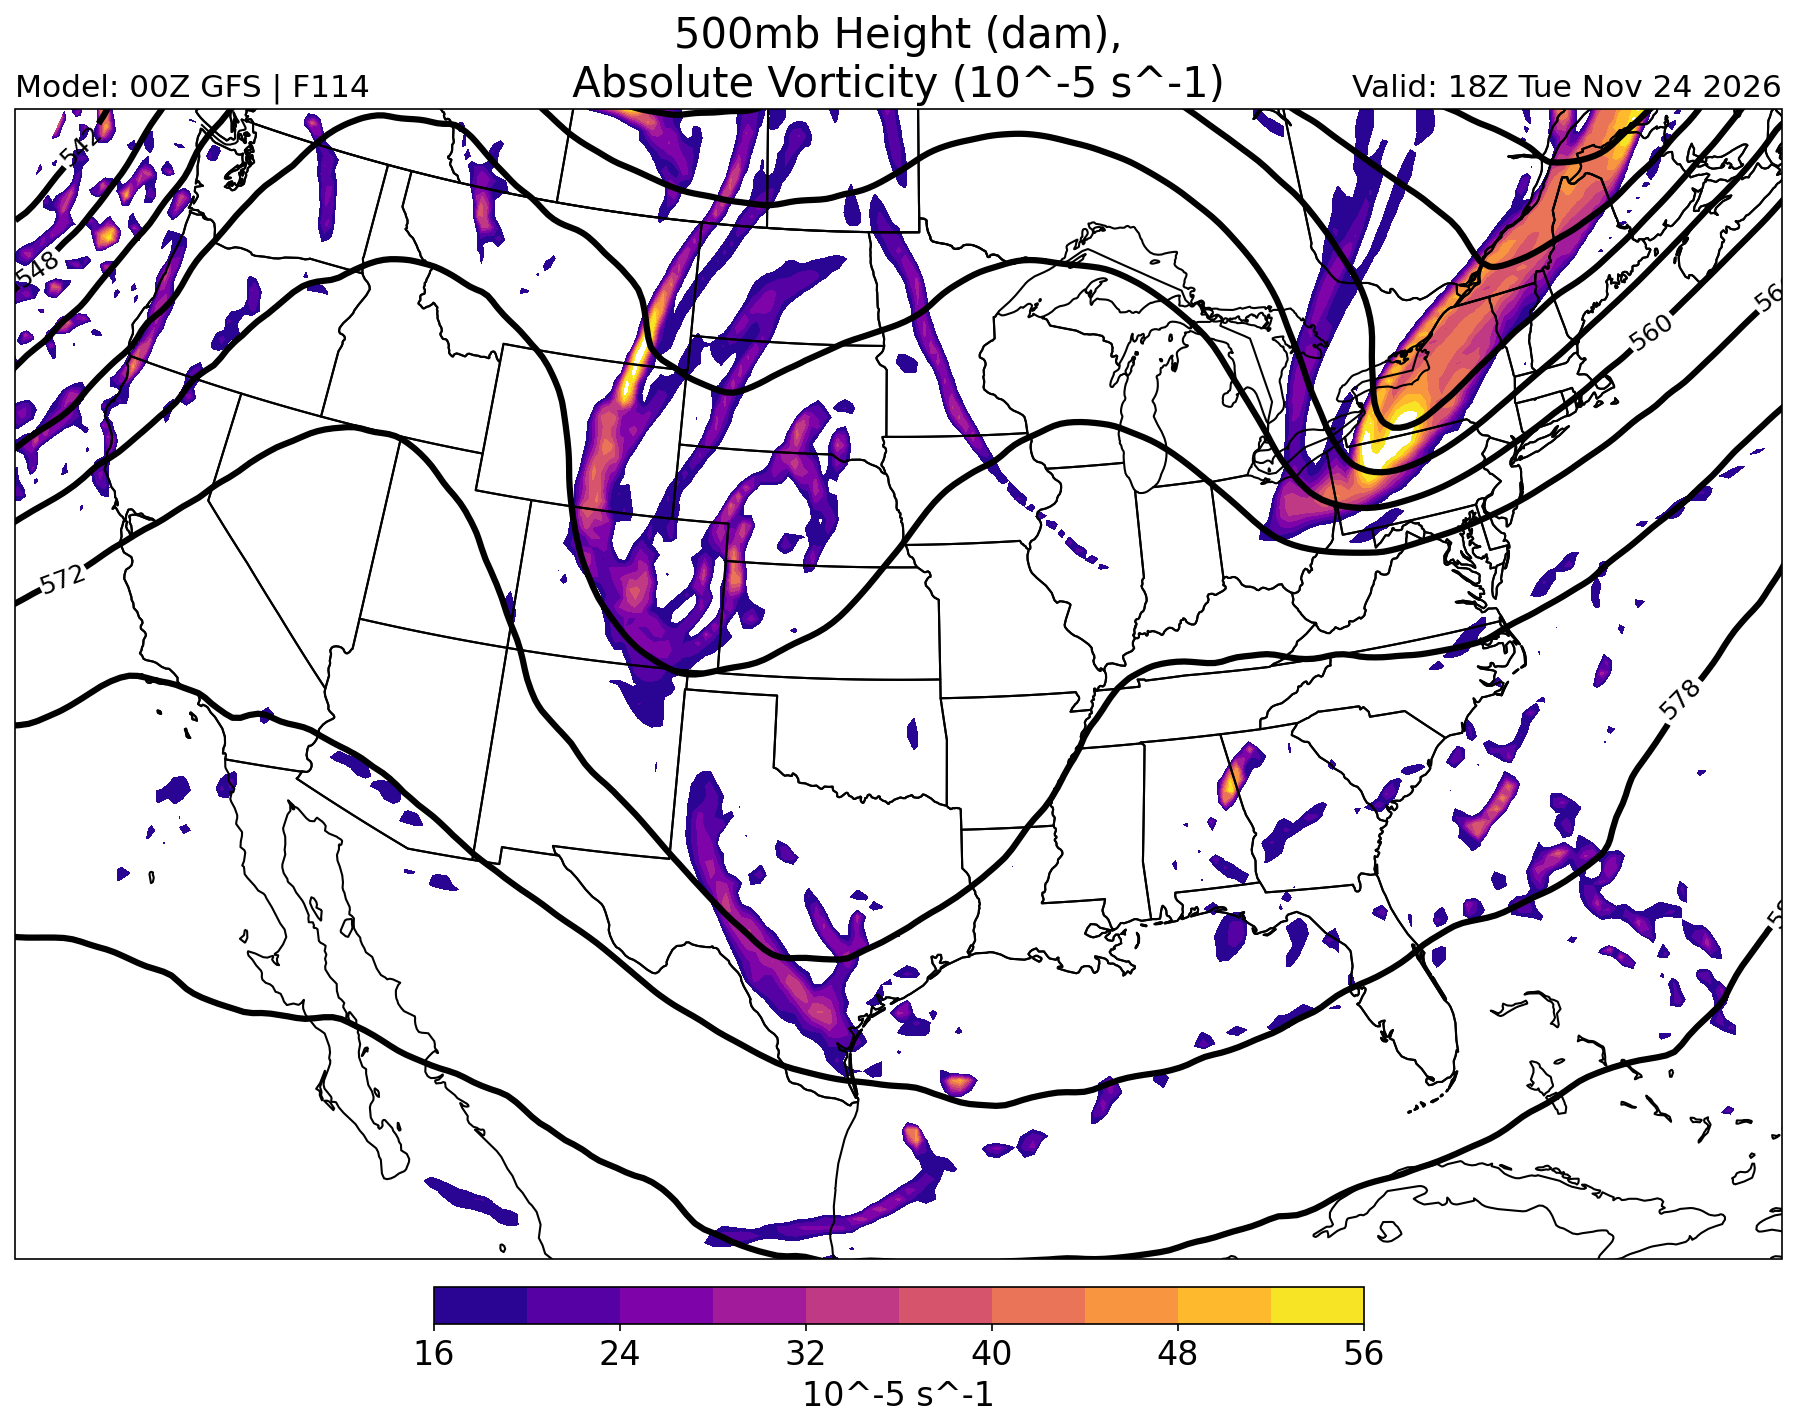 500mb Height (dam),
Model: 00Z GFS | F114
Absolute Vorticity (10^-5 s^-1)
Valid: 18Z Tue Nov 24 2026
542
548
560
572
578
16
24
32
40
48
56
10^-5 s^-1